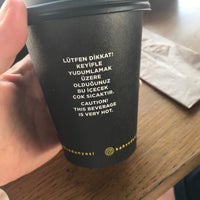 LÜTFEN DİKKAT!
KEYİFLE
YUDUMLAMAK
ÜZERE
OLDUĞUNUZ
BU İÇECEK
ÇOK SICAKTIR.
CAUTION!
THIS BEVERAGE
IS VERY HOT.